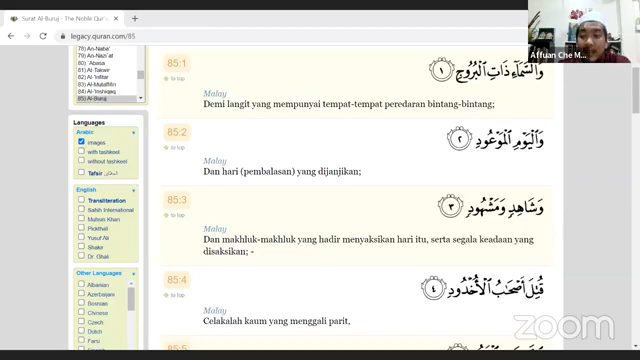 Surat Al-Buruj - The Noble Qur'a
legacy.quran.com/85
78) An-Naba'
79) An-Nazi'at
80) 'Abasa
81) At-Takwir
82) Al-'Infitar
83) Al-Mutaffifin
84) Al-'Inshiqaq
85) Al-Buruj
Languages
Arabic
images
with tashkeel
without tashkeel
Tafsir
English
Transliteration
Sahih International
Muhsin Khan
Pickthall
Yusuf Ali
Shakir
Dr. Ghali
Other Languages
Albanian
Azerbaijani
Bosnian
Chinese
Czech
Dutch
Farsi
85:1
to top
وَالسَّمَاءِ ذَاتِ الْبُرُوجِ ١
Malay
Demi langit yang mempunyai tempat-tempat peredaran bintang-bintang;
85:2
to top
وَالْيَوْمِ الْمَوْعُودِ ٢
Malay
Dan hari (pembalasan) yang dijanjikan;
85:3
to top
وَشَاهِدٍ وَمَشْهُودٍ ٣
Malay
Dan makhluk-makhluk yang hadir menyaksikan hari itu, serta segala keadaan yang
disaksikan; -
85:4
to top
قُتِلَ أَصْحَابُ الْأُخْدُودِ ٤
Malay
Celakalah kaum yang menggali parit,
85:5
Affuan Che M...
zoom